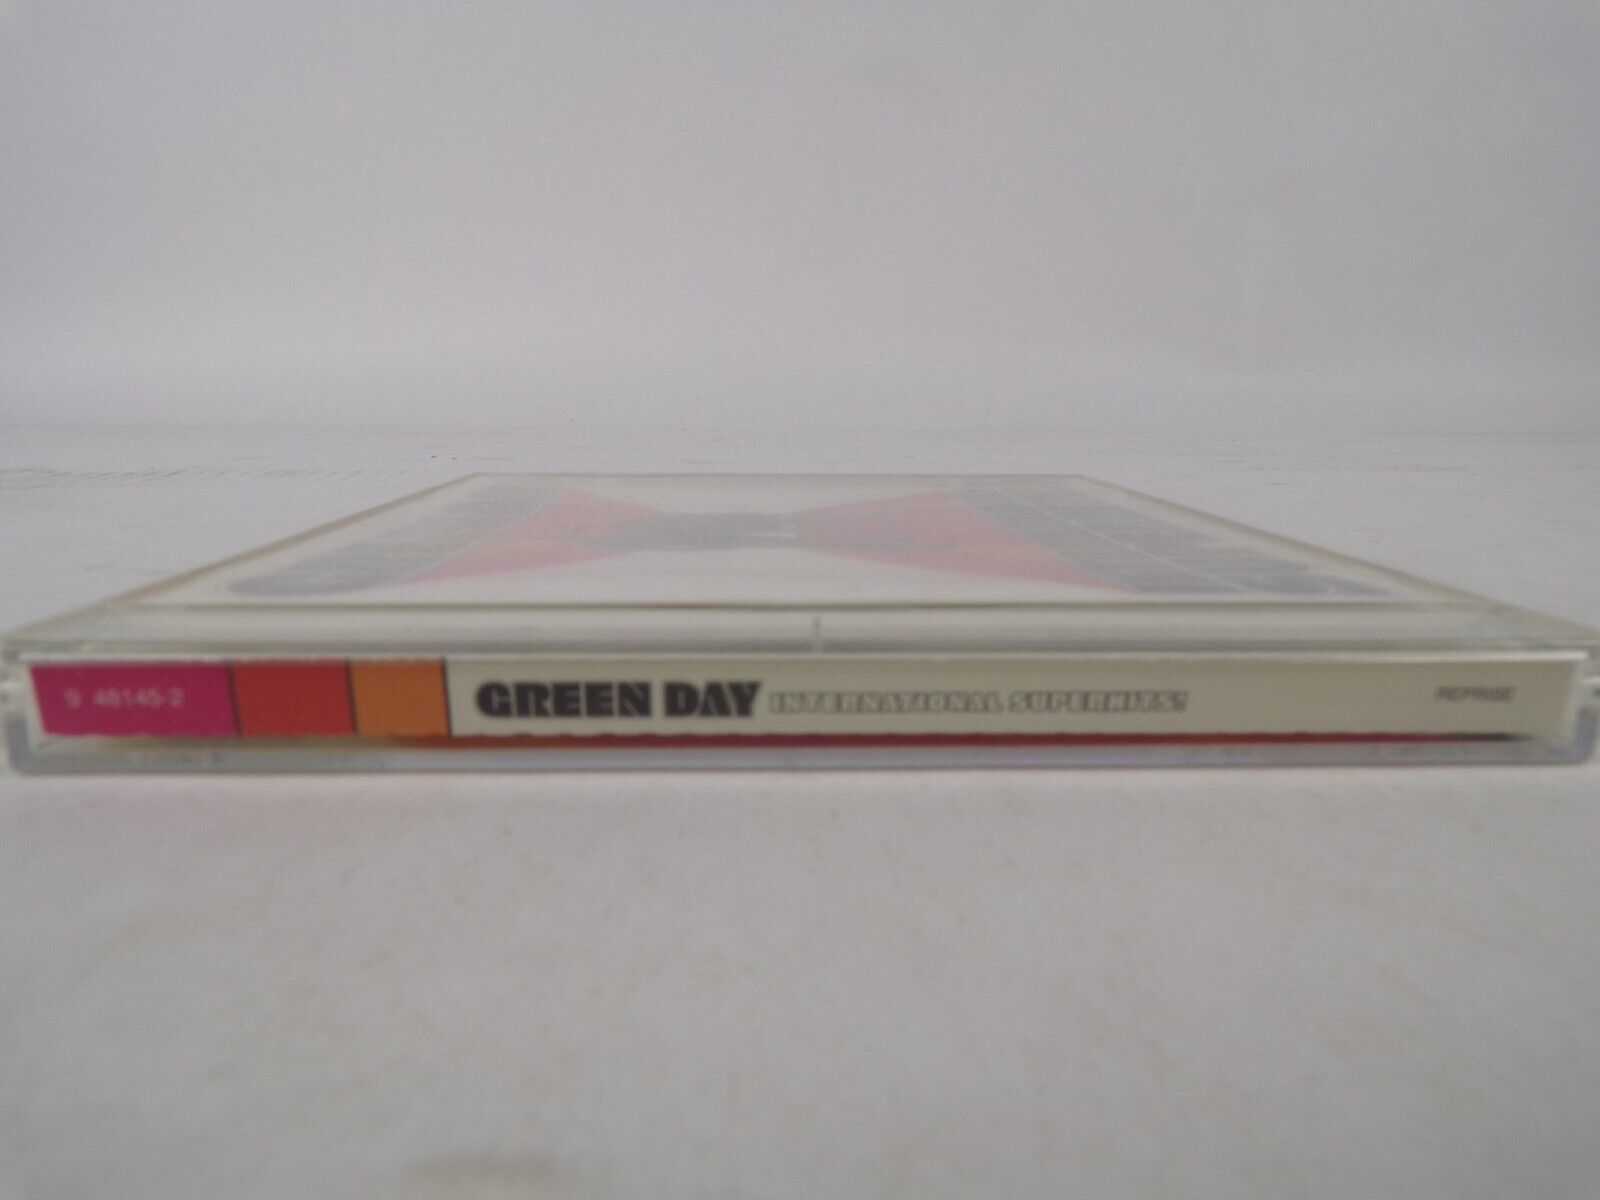 9 48145-2 GREEN DAY INTERNATIONAL SUPERHITS! REPRISE